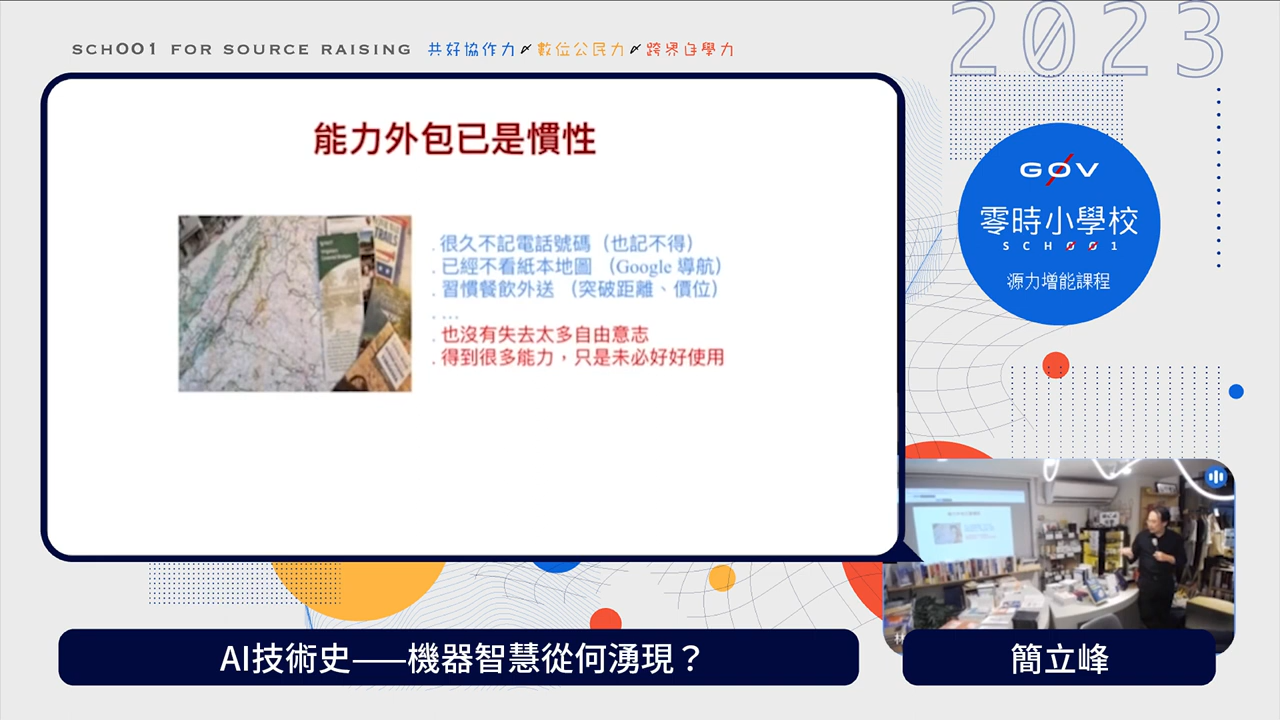 SCHOO1 FOR SOURCE RAISING 共好協作力 數位公民力 跨界自學力
2023
能力外包已是慣性
. 很久不記電話號碼（也記不得）
. 已經不看紙本地圖 （Google 導航）
. 習慣餐飲外送 （突破距離、價位）
. ...
. 也沒有失去太多自由意志
. 得到很多能力，只是未必好好使用
GOV
零時小學校
SCHOO1
源力增能課程
AI技術史——機器智慧從何湧現？
簡立峰